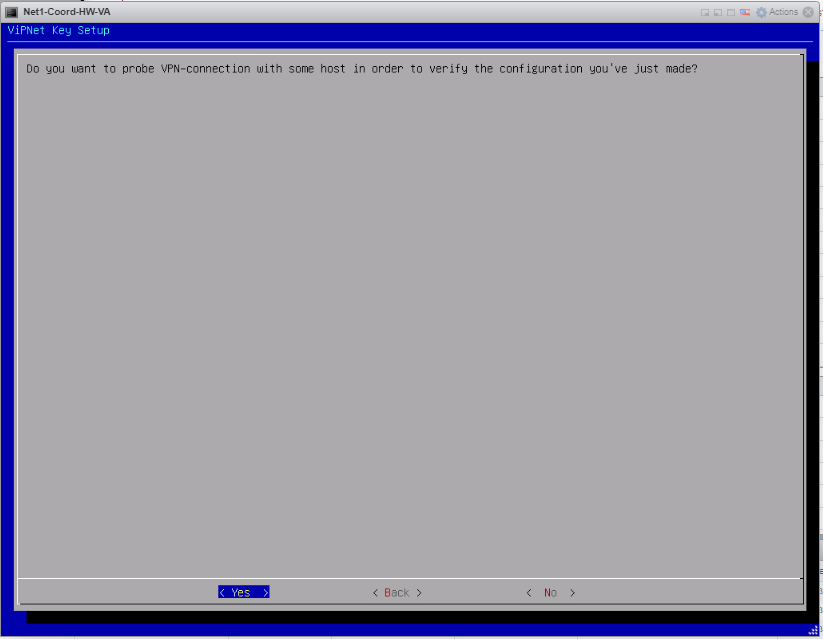 Net1-Coord-HW-VA
Actions
ViPNet Key Setup
Do you want to probe VPN-connection with some host in order to verify the configuration you've just made?
< Yes > < Back > < No >